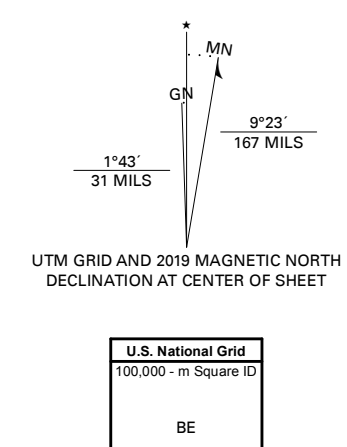 ★
MN
GN
9°23´
167 MILS
1°43´
31 MILS
UTM GRID AND 2019 MAGNETIC NORTH
DECLINATION AT CENTER OF SHEET
U.S. National Grid
100,000 - m Square ID
BE